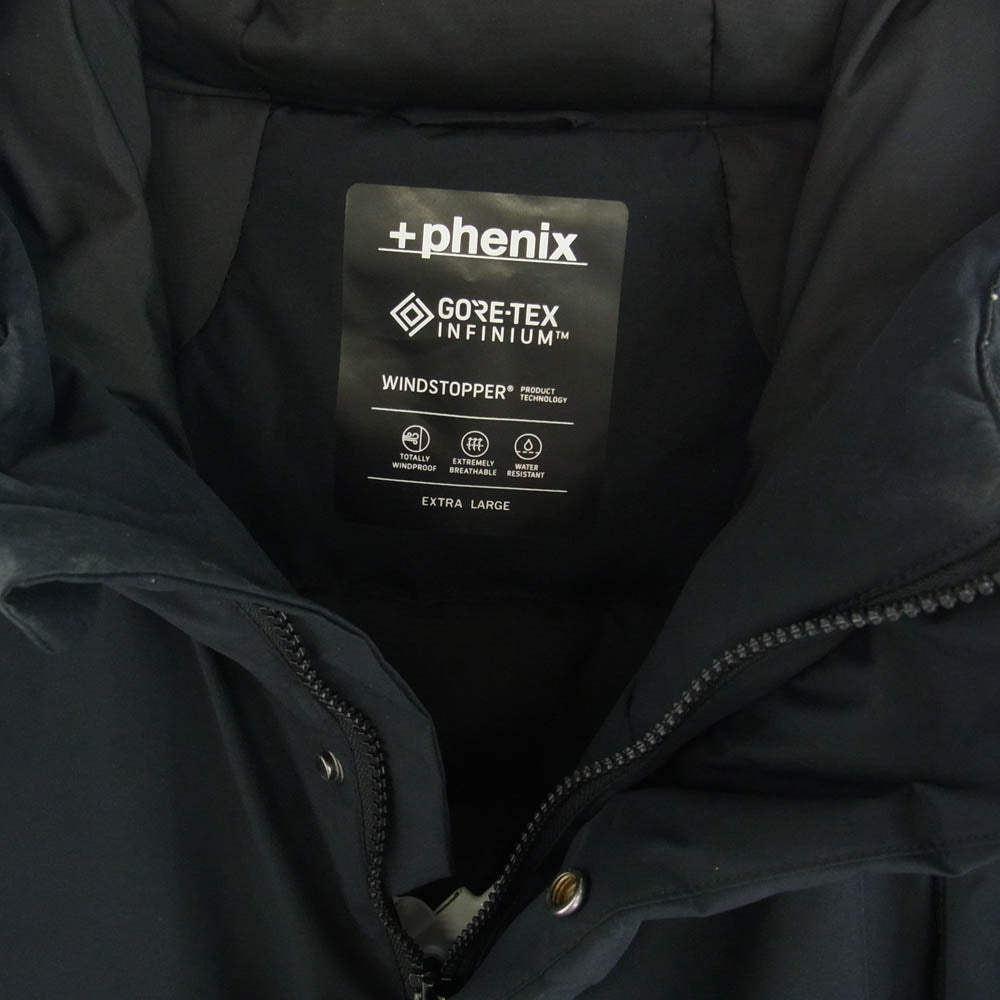 +phenix
GORE-TEX
INFINIUM™
WINDSTOPPER® PRODUCT TECHNOLOGY
TOTALLY WINDPROOF
EXTREMELY BREATHABLE
WATER RESISTANT
EXTRA LARGE